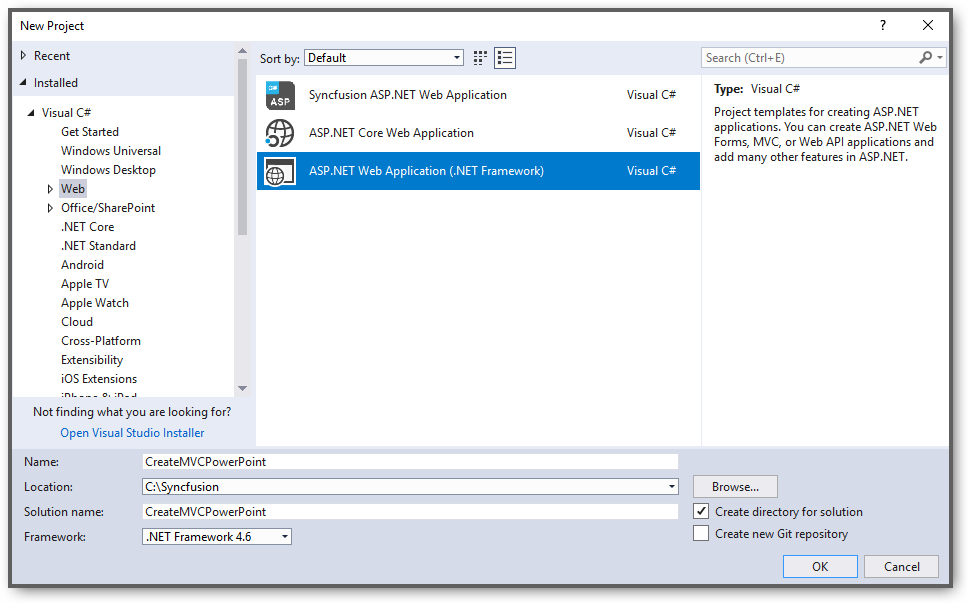 New Project
?
Recent
Installed
Visual C#
Get Started
Windows Universal
Windows Desktop
Web
Office/SharePoint
.NET Core
.NET Standard
Android
Apple TV
Apple Watch
Cloud
Cross-Platform
Extensibility
iOS Extensions
Not finding what you are looking for?
Open Visual Studio Installer
Sort by: Default
C#
ASP
Syncfusion ASP.NET Web Application Visual C#
ASP.NET Core Web Application Visual C#
ASP.NET Web Application (.NET Framework) Visual C#
Search (Ctrl+E)
Type: Visual C#
Project templates for creating ASP.NET
applications. You can create ASP.NET Web
Forms, MVC, or Web API applications and
add many other features in ASP.NET.
Name: CreateMVCPowerPoint
Location: C:\Syncfusion
Browse...
Solution name: CreateMVCPowerPoint
Create directory for solution
Framework: .NET Framework 4.6
Create new Git repository
OK Cancel